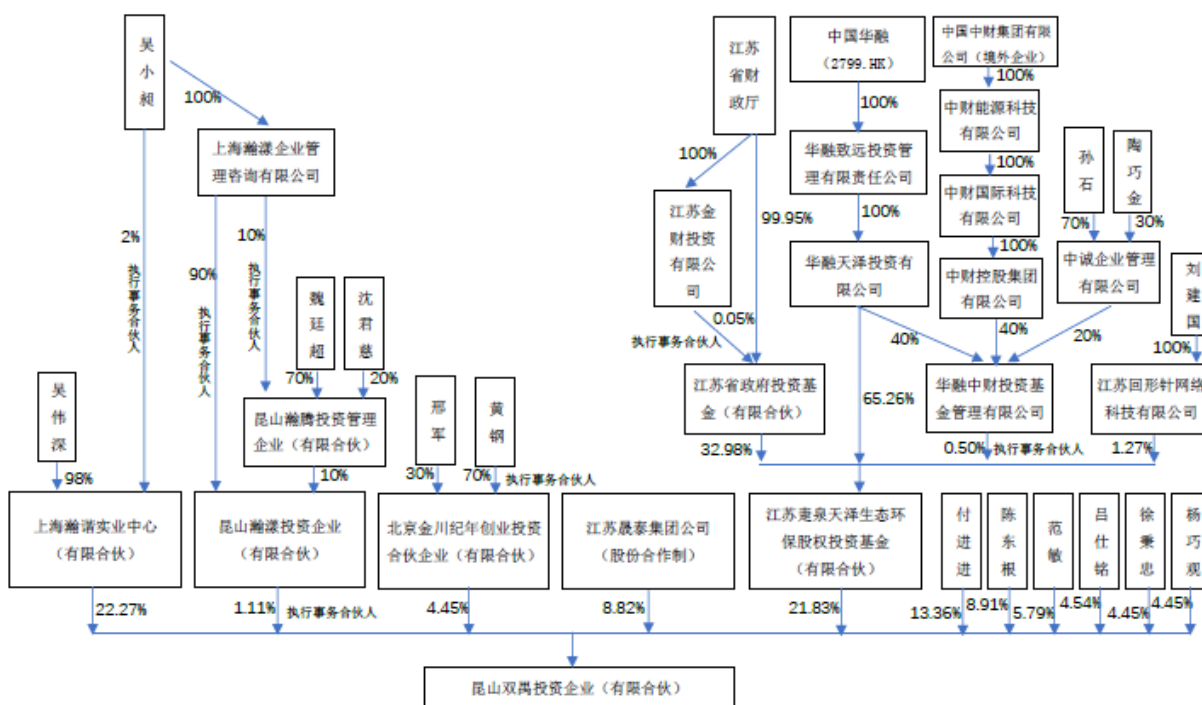 吴小昶
江苏省财政厅
中国华融
（2799.HK）
中国中财集团有限
公司（境外企业）
100%
100%
100%
中财能源科技
有限公司
上海瀚漾企业管
理咨询有限公司
100%
华融致远投资管
理有限责任公司
100%
孙石
陶巧金
江苏金财投资有限公司
99.95%
100%
中财国际科技
有限公司
70%
30%
2%
执行事务合伙人
10%
执行事务合伙人
90%
执行事务合伙人
100%
华融天泽投资有
限公司
中财控股集团
有限公司
中诚企业管理
有限公司
刘建国
魏廷超
沈君慈
0.05%
执行事务合伙人
40%
40%
20%
100%
70%
20%
吴伟深
昆山瀚腾投资管理
企业（有限合伙）
邢军
黄钢
江苏省政府投资基
金（有限合伙）
65.26%
华融中财投资基
金管理有限公司
江苏回形针网络
科技有限公司
32.98%
0.50%
执行事务合伙人
1.27%
98%
10%
30%
70%
执行事务合伙人
上海瀚谞实业中心
（有限合伙）
昆山瀚漾投资企业
（有限合伙）
北京金川纪年创业投资
合伙企业（有限合伙）
江苏晟泰集团公司
（股份合作制）
江苏疌泉天泽生态环
保股权投资基金
（有限合伙）
付进进
陈东根
范敏
吕仕铭
徐秉忠
杨巧观
22.27%
1.11%
执行事务合伙人
4.45%
8.82%
21.83%
13.36%
8.91%
5.79%
4.54%
4.45%
4.45%
昆山双禺投资企业（有限合伙）